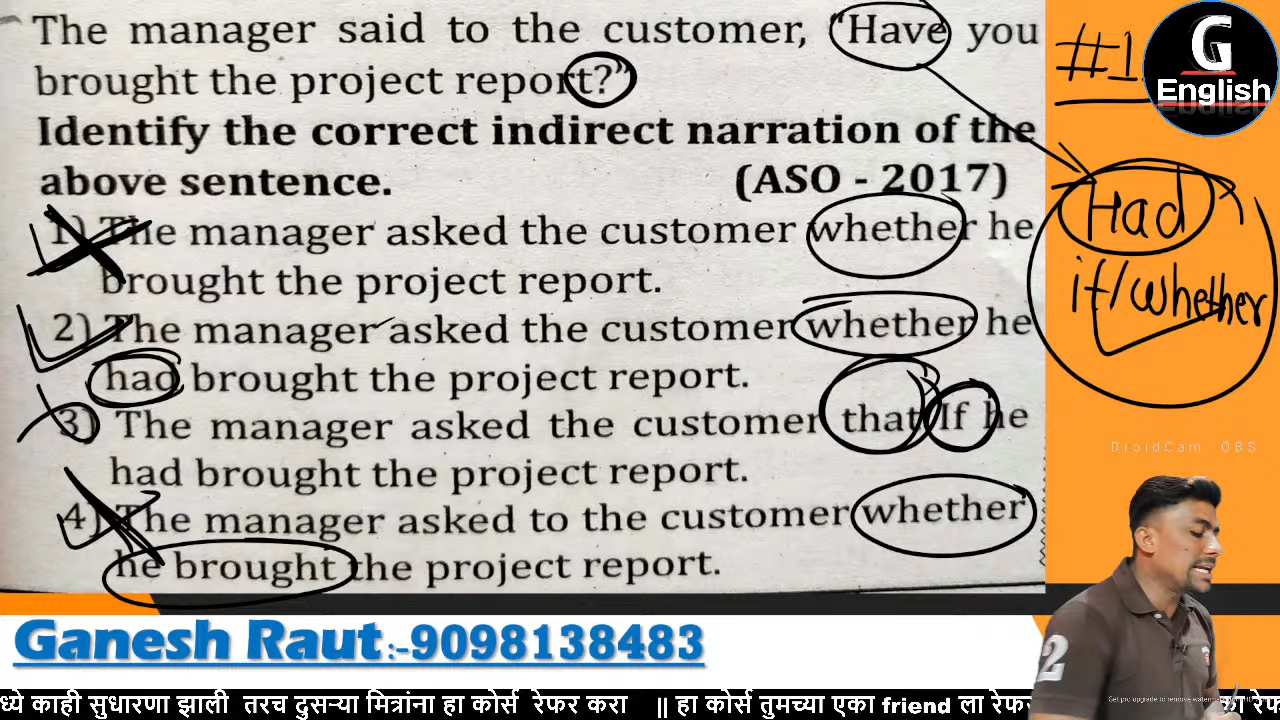 The manager said to the customer, "Have you
brought the project report?"
Identify the correct indirect narration of the
above sentence. (ASO - 2017)
1) The manager asked the customer whether he
brought the project report.
2) The manager asked the customer whether he
had brought the project report.
3) The manager asked the customer that If he
had brought the project report.
4) The manager asked to the customer whether
he brought the project report.
#1
G
English
Had
if/whether
DroidCam OBS
2
Ganesh Raut:-9098138483
ध्ये काही सुधारणा झाली तरच दुसऱ्या मित्रांना हा कोर्स रेफर करा || हा कोर्स तुमच्या एका friend ला रेफर